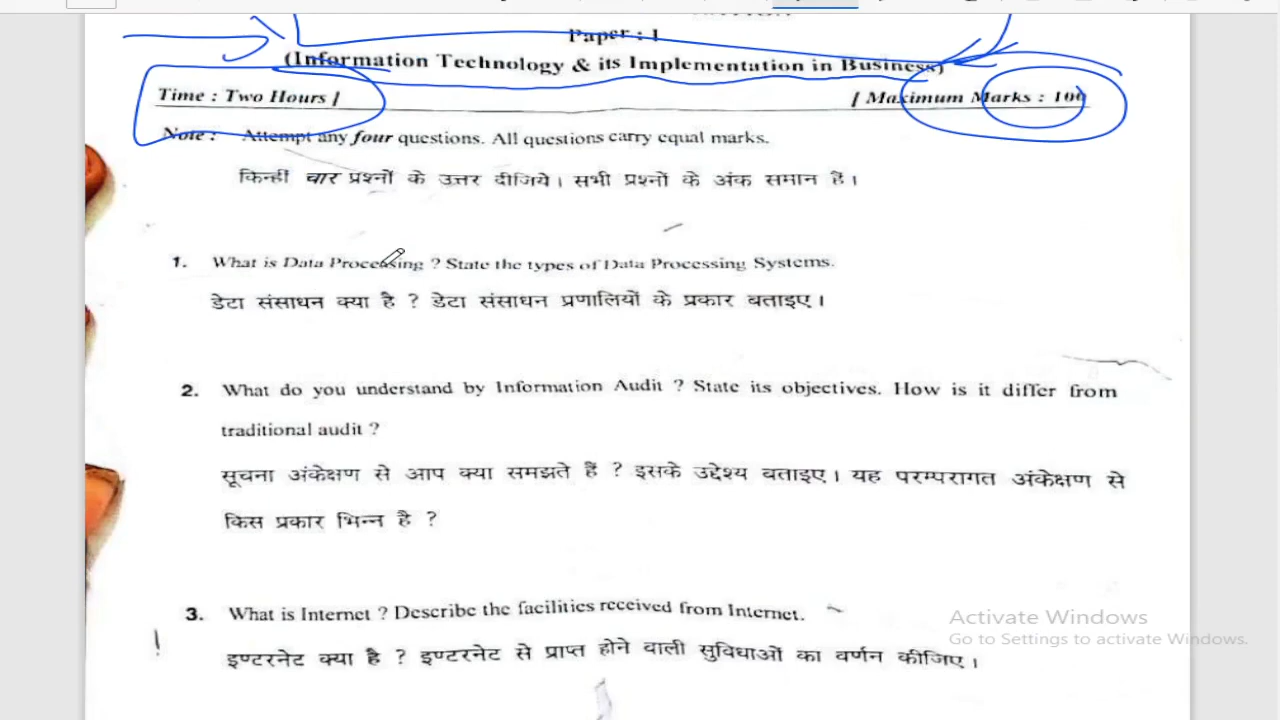 Paper : 1
(Information Technology & its Implementation in Business)
Time : Two Hours ]
[ Maximum Marks : 100
Note : Attempt any four questions. All questions carry equal marks.
किन्हीं चार प्रश्नों के उत्तर दीजिये। सभी प्रश्नों के अंक समान हैं।
1. What is Data Processing ? State the types of Data Processing Systems.
डेटा संसाधन क्या है ? डेटा संसाधन प्रणालियों के प्रकार बताइए।
2. What do you understand by Information Audit ? State its objectives. How is it differ from
traditional audit ?
सूचना अंकेक्षण से आप क्या समझते हैं ? इसके उद्देश्य बताइए। यह परम्परागत अंकेक्षण से
किस प्रकार भिन्न है ?
3. What is Internet ? Describe the facilities received from Internet.
इण्टरनेट क्या है ? इण्टरनेट से प्राप्त होने वाली सुविधाओं का वर्णन कीजिए।
Activate Windows
Go to Settings to activate Windows.